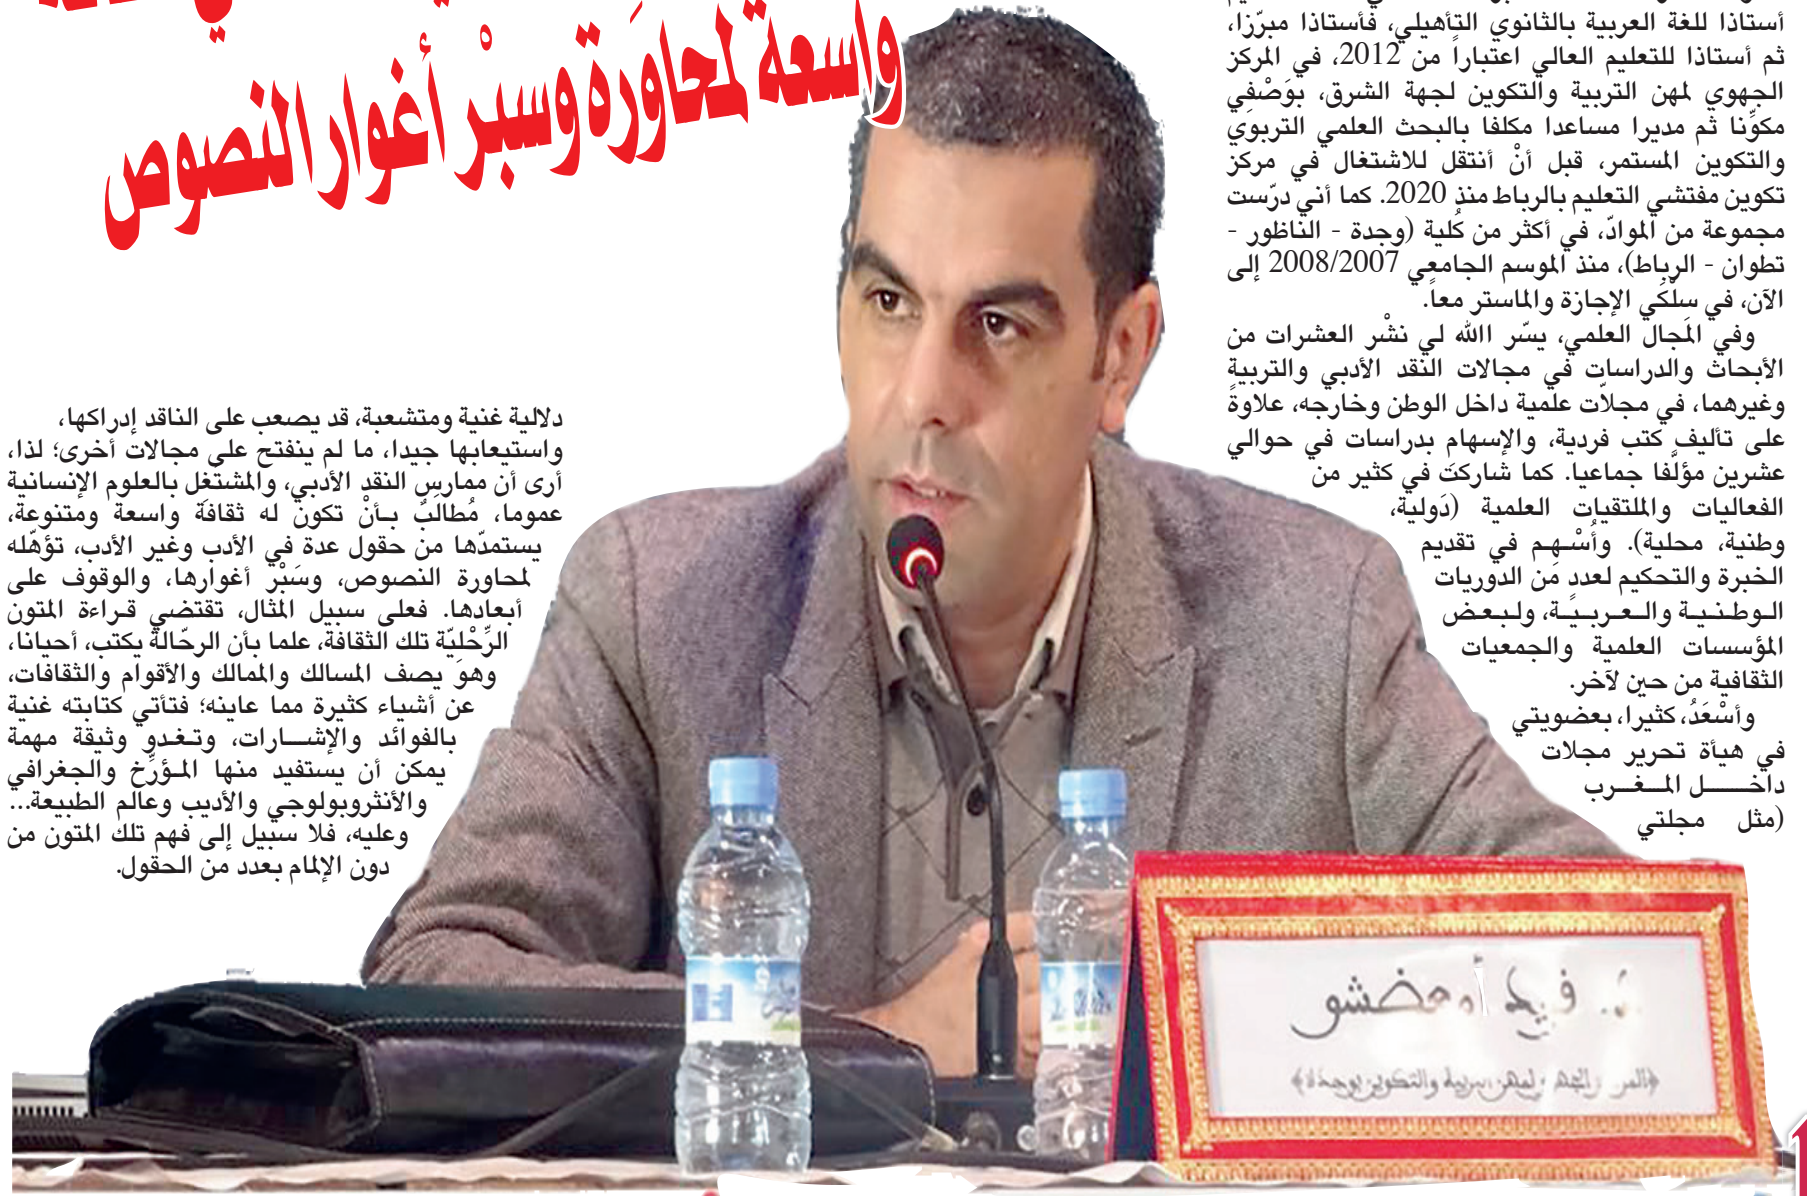 واسعة لمحاوَرة وسبْر أغوار النصوص
أستاذا للغة العربية بالثانوي التأهيلي، فأستاذا مبرّزا،
ثم أستاذا للتعليم العالي اعتباراً من 2012، في المركز
الجهوي لمهن التربية والتكوين لجهة الشرق، بوَصْفي
مكوِّنا ثم مديرا مساعدا مكلفا بالبحث العلمي التربوي
والتكوين المستمر، قبل أنْ أنتقل للاشتغال في مركز
تكوين مفتشي التعليم بالرباط منذ 2020. كما أني درّست
مجموعة من الموادّ، في أكثر من كُلية (وجدة - الناظور -
تطوان - الرباط)، منذ الموسم الجامعي 2008/2007 إلى
الآن، في سلْكَي الإجازة والماستر معاً.
وفي المَجال العلمي، يسّر االله لي نشْر العشرات من
الأبحاث والدراسات في مجالات النقد الأدبي والتربية
وغيرهما، في مجلّات علمية داخل الوطن وخارجه، علاوة
على تأليف كتب فردية، والإسهام بدراسات في حوالي
عشرين مؤلَّفا جماعيا. كما شاركت في كثير من
الفعاليات والملتقيات العلمية (دَولية،
وطنية، محلية). وأُسْهِم في تقديم
الخبرة والتحكيم لعددٍ من الدوريات
الوطنية والعربية، ولبعض
المؤسسات العلمية والجمعيات
الثقافية من حين لآخر.
وأسْعَدُ، كثيرا، بعضويتي
في هيأة تحرير مجلات
داخل المغرب
(مثل مجلتي
دلالية غنية ومتشعبة، قد يصعب على الناقد إدراكها،
واستيعابها جيدا، ما لم ينفتح على مجالات أخرى؛ لذا،
أرى أن ممارِس النقد الأدبي، والمشتغل بالعلوم الإنسانية
عموما، مُطالَبٌ بأنْ تكون له ثقافة واسعة ومتنوعة،
يستمدّها من حقول عدة في الأدب وغير الأدب، تؤهّله
لمحاورة النصوص، وسَبْر أغوارها، والوقوف على
أبعادها. فعلى سبيل المثال، تقتضي قراءة المتون
الرِّحْليّة تلك الثقافة، علما بأن الرحّالة يكتب، أحيانا،
وهوَ يصف المسالك والممالك والأقوام والثقافات،
عن أشياء كثيرة مما عاينه؛ فتأتي كتابته غنية
بالفوائد والإشارات، وتغدو وثيقة مهمة
يمكن أن يستفيد منها المؤرِّخ والجغرافي
والأنثروبولوجي والأديب وعالم الطبيعة...
وعليه، فلا سبيل إلى فهم تلك المتون من
دون الإلمام بعدد من الحقول.
فريد أمعضشو
والتكوين بوجدة